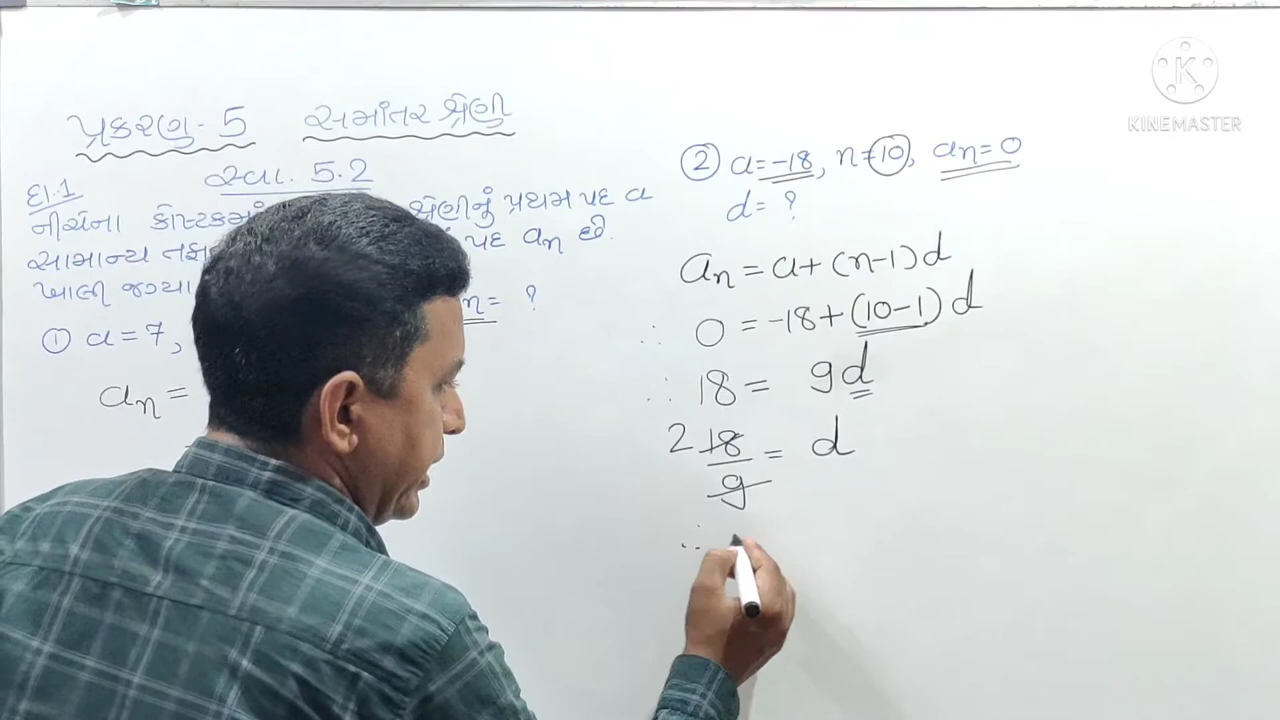 પ્રકરણ - 5 સમાંતર શ્રેણી
સ્વા. 5.2
દા.1
નીચેના કોષ્ટકમાં શ્રેણીનું પ્રથમ પદ a
સામાન્ય પદ an છે.
ખાલી જગ્યા
n = ?
① a = 7,
an =
② a = -18, n = 10, an = 0
d = ?
an = a + (n-1) d
∴ 0 = -18 + (10-1) d
∴ 18 = 9d
2 18/9 = d
∴
KINEMASTER